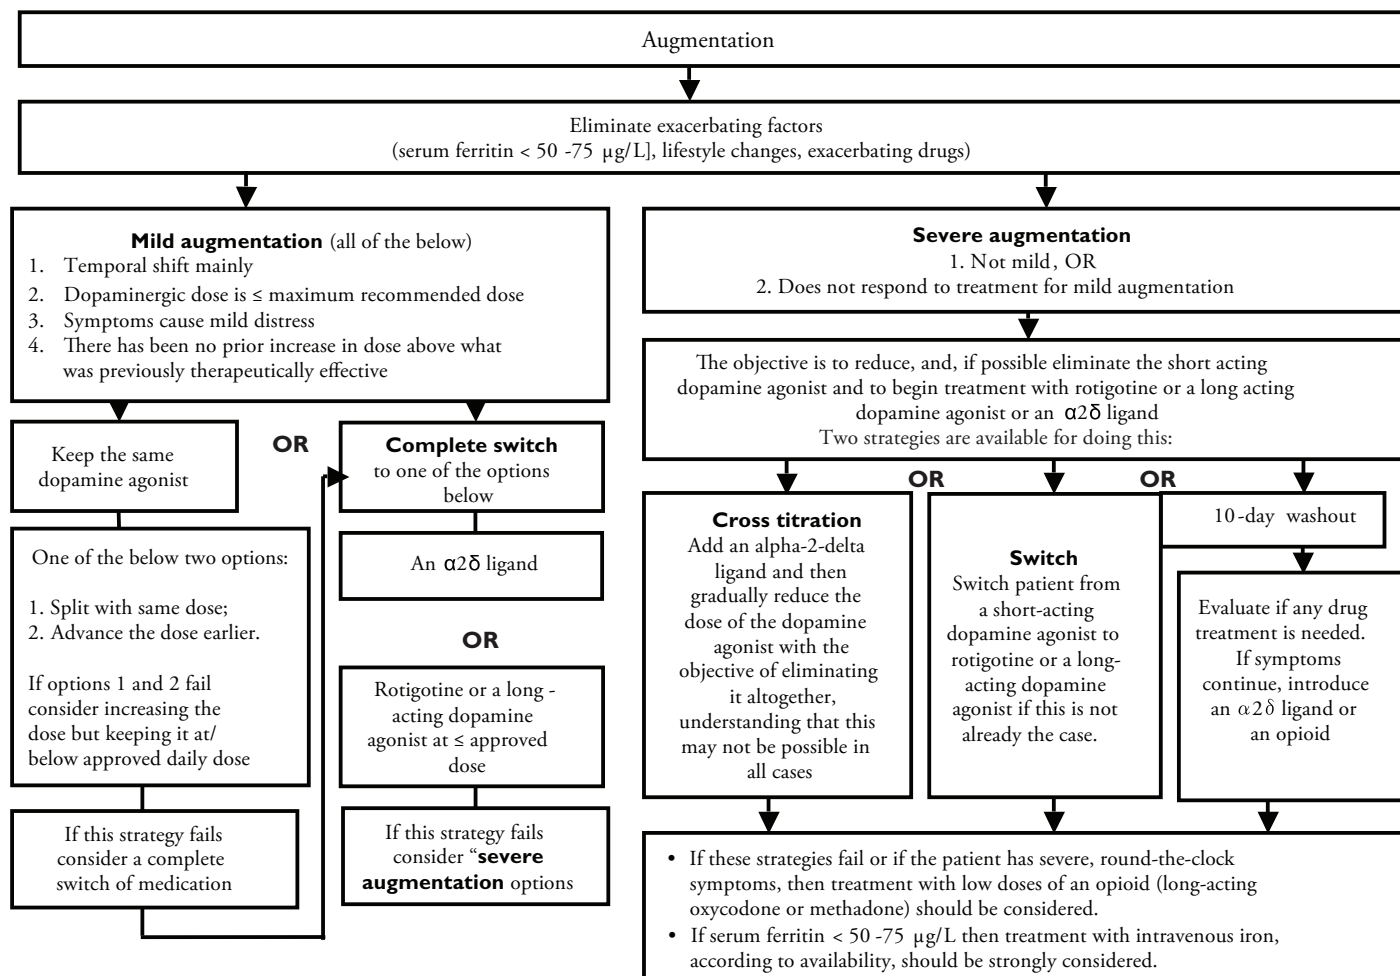 Augmentation
Eliminate exacerbating factors
(serum ferritin < 50 -75 µg/L], lifestyle changes, exacerbating drugs)
Mild augmentation (all of the below)
1. Temporal shift mainly
2. Dopaminergic dose is ≤ maximum recommended dose
3. Symptoms cause mild distress
4. There has been no prior increase in dose above what
was previously therapeutically effective
Keep the same
dopamine agonist
OR
Complete switch
to one of the options
below
One of the below two options:
1. Split with same dose;
2. Advance the dose earlier.
If options 1 and 2 fail
consider increasing the
dose but keeping it at/
below approved daily dose
If this strategy fails
consider a complete
switch of medication
An α2δ ligand
OR
Rotigotine or a long -
acting dopamine
agonist at ≤ approved
dose
If this strategy fails
consider “severe
augmentation options
Severe augmentation
1. Not mild, OR
2. Does not respond to treatment for mild augmentation
The objective is to reduce, and, if possible eliminate the short acting
dopamine agonist and to begin treatment with rotigotine or a long acting
dopamine agonist or an α2δ ligand
Two strategies are available for doing this:
OR
OR
Cross titration
Add an alpha-2-delta
ligand and then
gradually reduce the
dose of the dopamine
agonist with the
objective of eliminating
it altogether,
understanding that this
may not be possible in
all cases
Switch
Switch patient from
a short-acting
dopamine agonist to
rotigotine or a long-
acting dopamine
agonist if this is not
already the case.
10-day washout
Evaluate if any drug
treatment is needed.
If symptoms
continue, introduce
an α2δ ligand or
an opioid
• If these strategies fail or if the patient has severe, round-the-clock
symptoms, then treatment with low doses of an opioid (long-acting
oxycodone or methadone) should be considered.
• If serum ferritin < 50 -75 µg/L then treatment with intravenous iron,
according to availability, should be strongly considered.